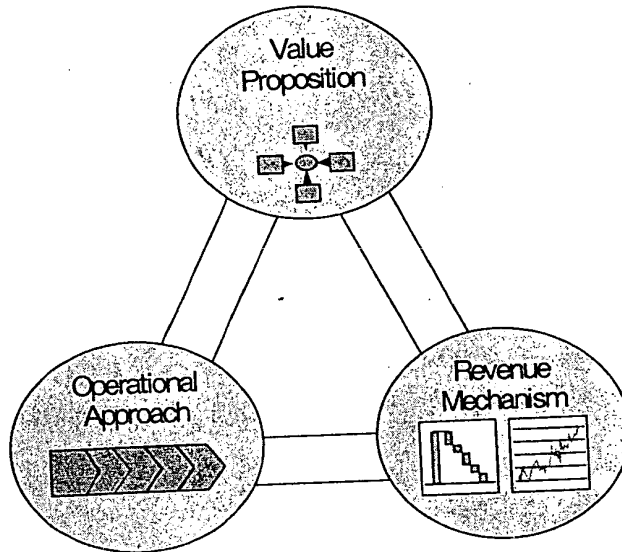 Value
Proposition
Operational
Approach
Revenue
Mechanism